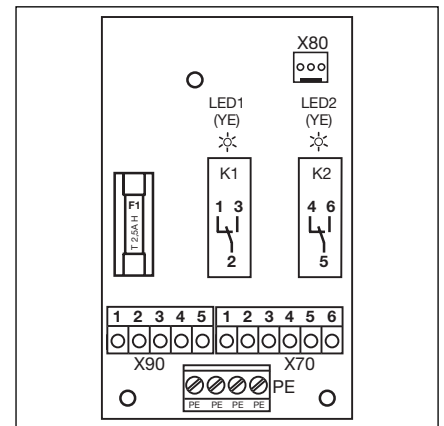 X80
LED1 LED2
(YE) (YE)
K1 K2
F1
T 2,5A H
1 3 4 6
2 5
1 2 3 4 5 1 2 3 4 5 6
X90 X70
PE
PE PE PE PE